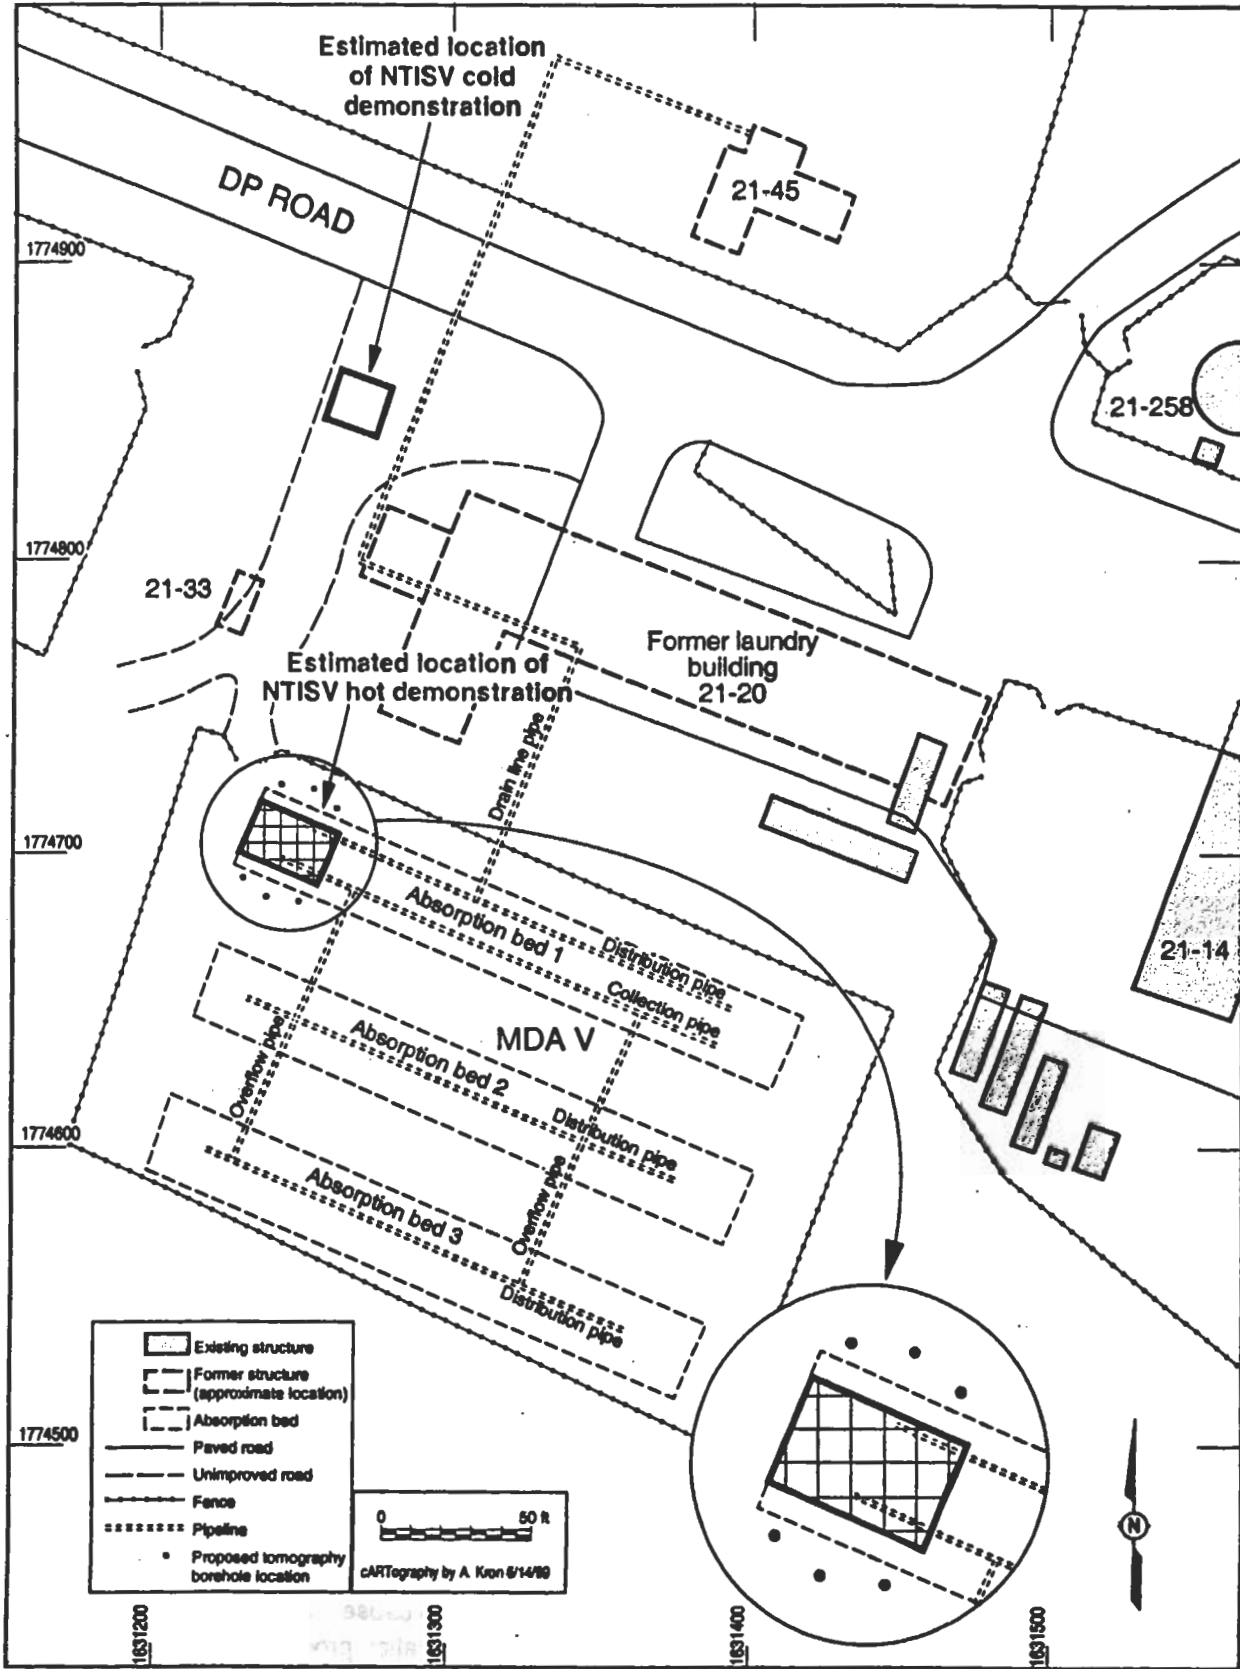 Estimated location
of NTISV cold
demonstration
DP ROAD
21-45
1774900
21-258
1774800
21-33
Former laundry
building
21-20
Estimated location of
NTISV hot demonstration
Drain line pipe
1774700
Absorption bed 1
Distribution pipe
Collection pipe
21-14
MDA V
Absorption bed 2
Overflow pipe
Distribution pipe
1774600
Absorption bed 3
Overflow pipe
Distribution pipe
Existing structure
Former structure
(approximate location)
Absorption bed
1774500
Paved road
Unimproved road
Fence
Pipeline
Proposed tomography
borehole location
0 50 ft
cARTography by A. Kron 6/14/99
N
1631200
1631300
1631400
1631500